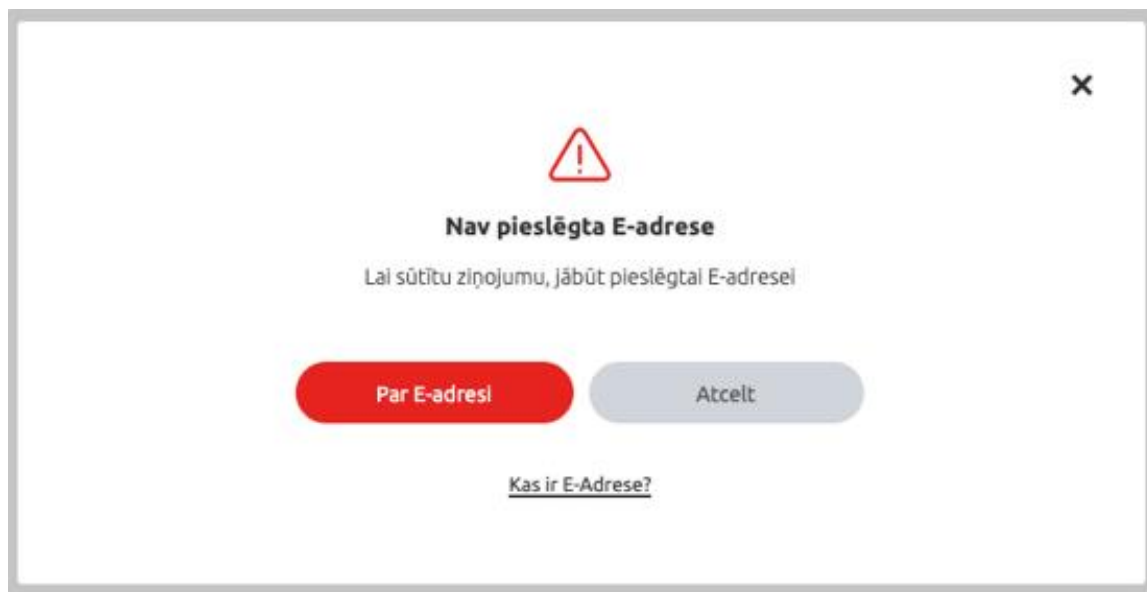 Nav pieslēgta E-adrese
Lai sūtītu ziņojumu, jābūt pieslēgtai E-adresei
Par E-adresi
Atcelt
Kas ir E-Adrese?